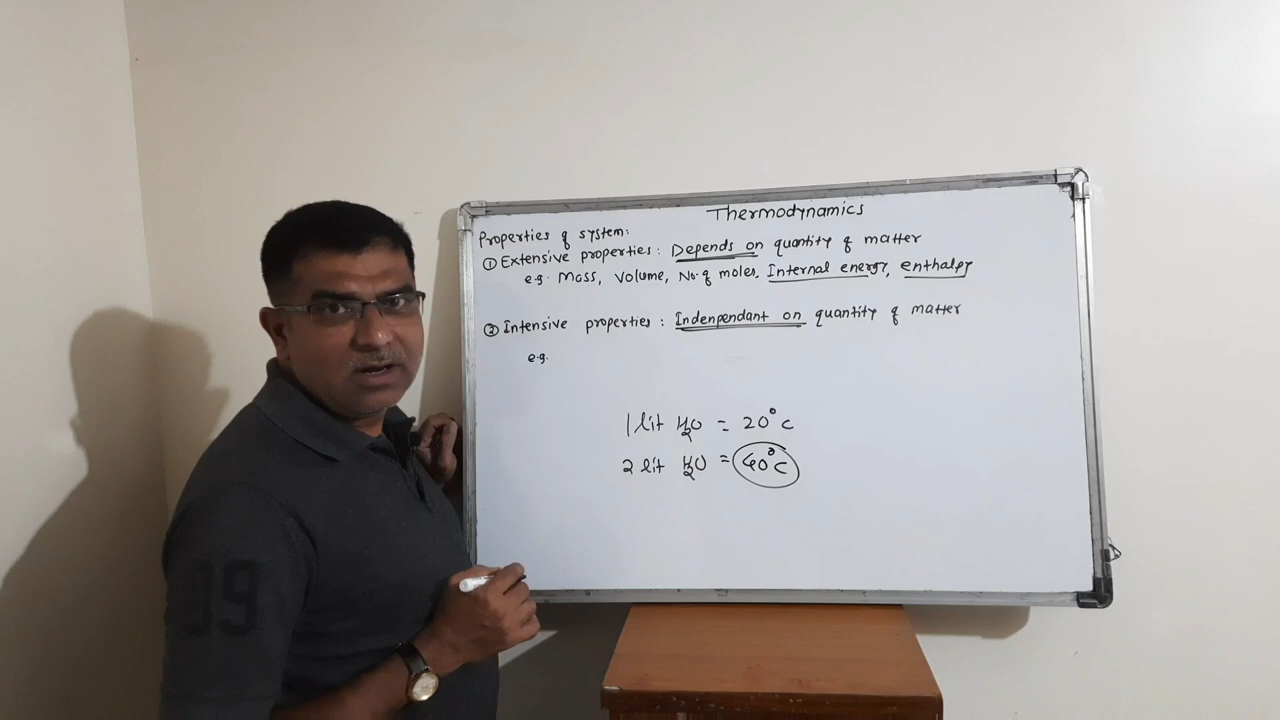 Thermodynamics
Properties of system:
① Extensive properties : Depends on quantity of matter
e.g. Mass, Volume, No. of moles, Internal energy, enthalpy
② Intensive properties : Indenpendant on quantity of matter
e.g.
1 lit H₂O = 20°C
2 lit H₂O = 40°C
19